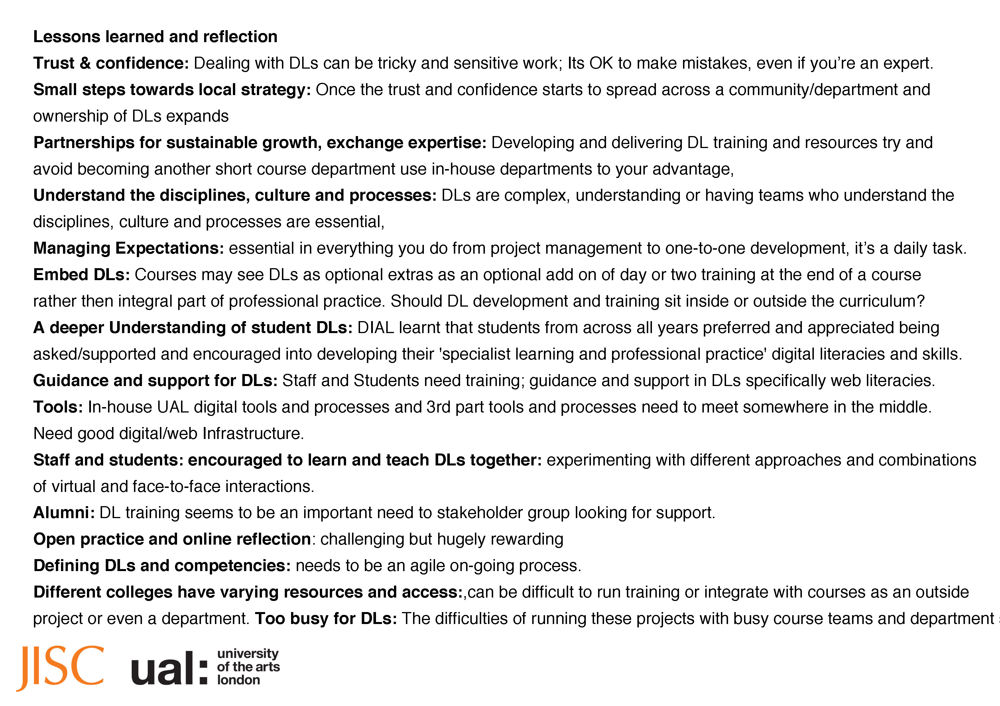 Lessons learned and reflection
Trust & confidence: Dealing with DLs can be tricky and sensitive work; Its OK to make mistakes, even if you’re an expert.
Small steps towards local strategy: Once the trust and confidence starts to spread across a community/department and
ownership of DLs expands
Partnerships for sustainable growth, exchange expertise: Developing and delivering DL training and resources try and
avoid becoming another short course department use in-house departments to your advantage,
Understand the disciplines, culture and processes: DLs are complex, understanding or having teams who understand the
disciplines, culture and processes are essential,
Managing Expectations: essential in everything you do from project management to one-to-one development, it’s a daily task.
Embed DLs: Courses may see DLs as optional extras as an optional add on of day or two training at the end of a course
rather then integral part of professional practice. Should DL development and training sit inside or outside the curriculum?
A deeper Understanding of student DLs: DIAL learnt that students from across all years preferred and appreciated being
asked/supported and encouraged into developing their 'specialist learning and professional practice' digital literacies and skills.
Guidance and support for DLs: Staff and Students need training; guidance and support in DLs specifically web literacies.
Tools: In-house UAL digital tools and processes and 3rd part tools and processes need to meet somewhere in the middle.
Need good digital/web Infrastructure.
Staff and students: encouraged to learn and teach DLs together: experimenting with different approaches and combinations
of virtual and face-to-face interactions.
Alumni: DL training seems to be an important need to stakeholder group looking for support.
Open practice and online reflection: challenging but hugely rewarding
Defining DLs and competencies: needs to be an agile on-going process.
Different colleges have varying resources and access:,can be difficult to run training or integrate with courses as an outside
project or even a department. Too busy for DLs: The difficulties of running these projects with busy course teams and department
JISC
ual:
university
of the arts
london